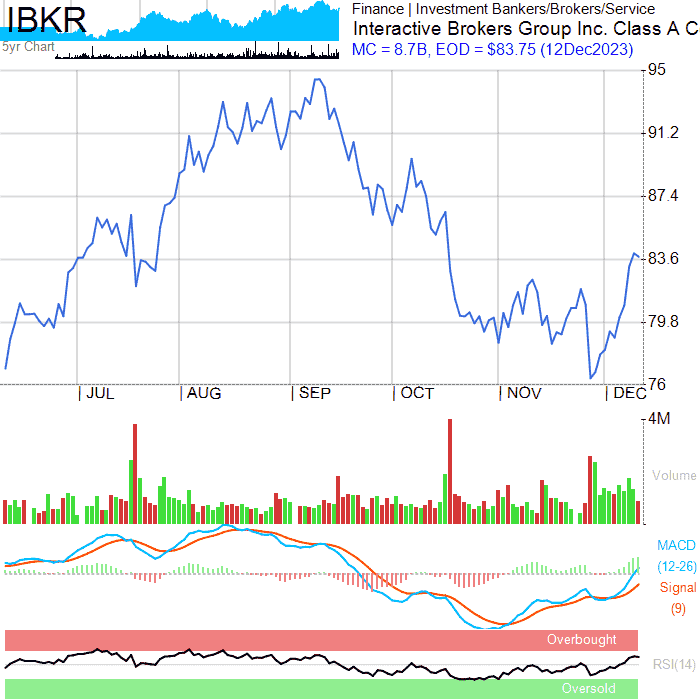 IBKR
5yr Chart
Finance | Investment Bankers/Brokers/Service
Interactive Brokers Group Inc. Class A C
MC = 8.7B, EOD = $83.75 (12Dec2023)
95
91.2
87.4
83.6
79.8
76
JUL AUG SEP OCT NOV DEC
4M
Volume
MACD
(12-26)
Signal
(9)
Overbought
RSI(14)
Oversold